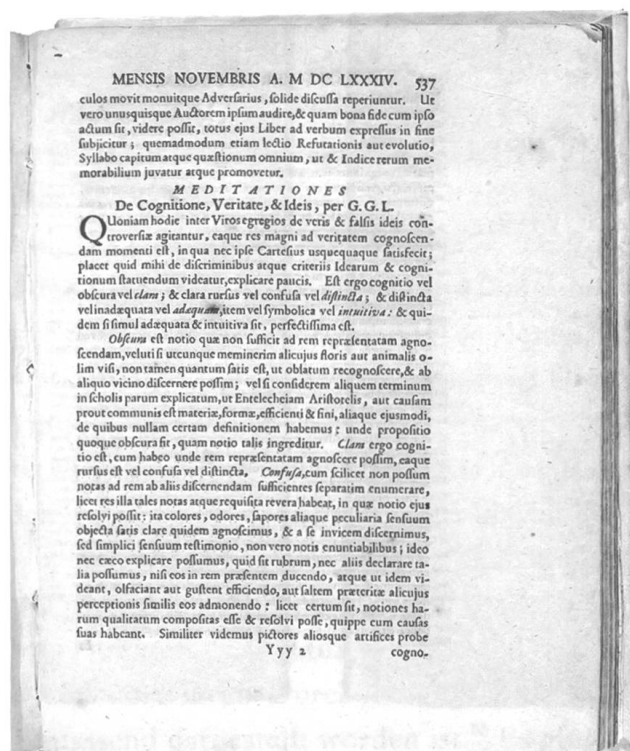 MENSIS NOVEMBRIS A. M DC LXXXIV. 537
culos movit monuitque Adversarius, solide discussa reperiuntur. Ut
vero unusquisque Auctorem ipsum audire, & quam bona fide cum ipso
actum sit, videre possit, totus ejus Liber ad verbum expressus in fine
subjicitur; quemadmodum etiam lectio Refutationis aut evolutio,
Syllabo capitum atque quæstionum omnium, ut & Indice rerum me-
morabilium juvatur atque promovetur.
MEDITATIONES
De Cognitione, Veritate, & Ideis, per G. G. L.
QUoniam hodie inter Viros egregios de veris & falsis ideis con-
troversiæ agitantur, eaque res magni ad veritatem cognoscen-
dam momenti est, in qua nec ipse Cartesius usquequaque satisfecit;
placet quid mihi de discriminibus atque criteriis Idearum & cogni-
tionum statuendum videatur, explicare paucis. Est ergo cognitio vel
obscura vel clara; & clara rursus vel confusa vel distincta; & distincta
vel inadæquata vel adæquata, item vel symbolica vel intuitiva: & qui-
dem si simul adæquata & intuitiva sit, perfectissima est.
Obscura est notio quæ non sufficit ad rem repræsentatam agno-
scendam, veluti si utcunque meminerim alicujus floris aut animalis o-
lim visi, non tamen quantum satis est, ut oblatum recognoscere, & ab
aliquo vicino discernere possim; vel si considerem aliquem terminum
in scholis parum explicatum, ut Entelecheiam Aristotelis, aut causam
prout communis est materiæ, formæ, efficienti & fini, aliaque ejusmodi,
de quibus nullam certam definitionem habemus: unde propositio
quoque obscura fit, quam notio talis ingreditur. Clara ergo cogni-
tio est, cum habeo unde rem repræsentatam agnoscere possim, eaque
rursus est vel confusa vel distincta. Confusa, cum scilicet non possum
notas ad rem ab aliis discernendam sufficientes separatim enumerare,
licet res illa tales notas atque requisita revera habeat, in quæ notio ejus
resolvi possit: ita colores, odores, sapores aliaque peculiaria sensuum
objecta satis clare quidem agnoscimus, & a se invicem discernimus,
sed simplici sensuum testimonio, non vero notis enuntiabilibus; ideo
nec cæco explicare possumus, quid sit rubrum, nec aliis declarare ta-
lia possumus, nisi eos in rem præsentem ducendo, atque ut idem vi-
deant, olfaciant aut gustent efficiendo, aut saltem præteritæ alicujus
perceptionis similis eos admonendo: licet certum sit, notiones ha-
rum qualitatum compositas esse & resolvi posse, quippe cum causas
suas habeant. Similiter videmus pictores aliosque artifices probe
Yyy 2 cogno-